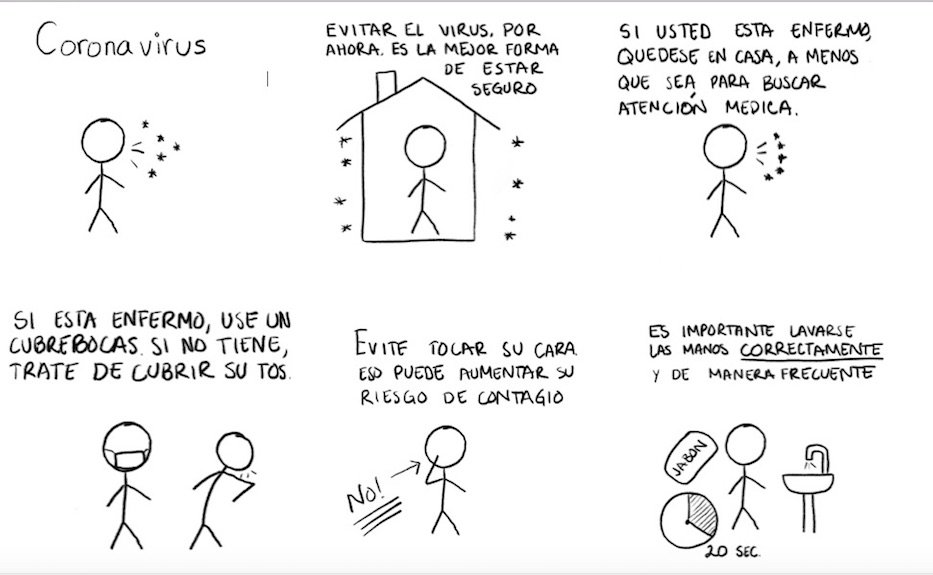 Coronavirus
EVITAR EL VIRUS, POR
AHORA, ES LA MEJOR FORMA
DE ESTAR
SEGURO
SI USTED ESTA ENFERMO,
QUEDESE EN CASA, A MENOS
QUE SEA PARA BUSCAR
ATENCIÓN MEDICA.
SI ESTA ENFERMO, USE UN
CUBREBOCAS. SI NO TIENE,
TRATE DE CUBRIR SU TOS.
EVITE TOCAR SU CARA.
ESO PUEDE AUMENTAR SU
RIESGO DE CONTAGIO
NO!
ES IMPORTANTE LAVARSE
LAS MANOS CORRECTAMENTE
Y DE MANERA FRECUENTE
JABON
20 SEC.